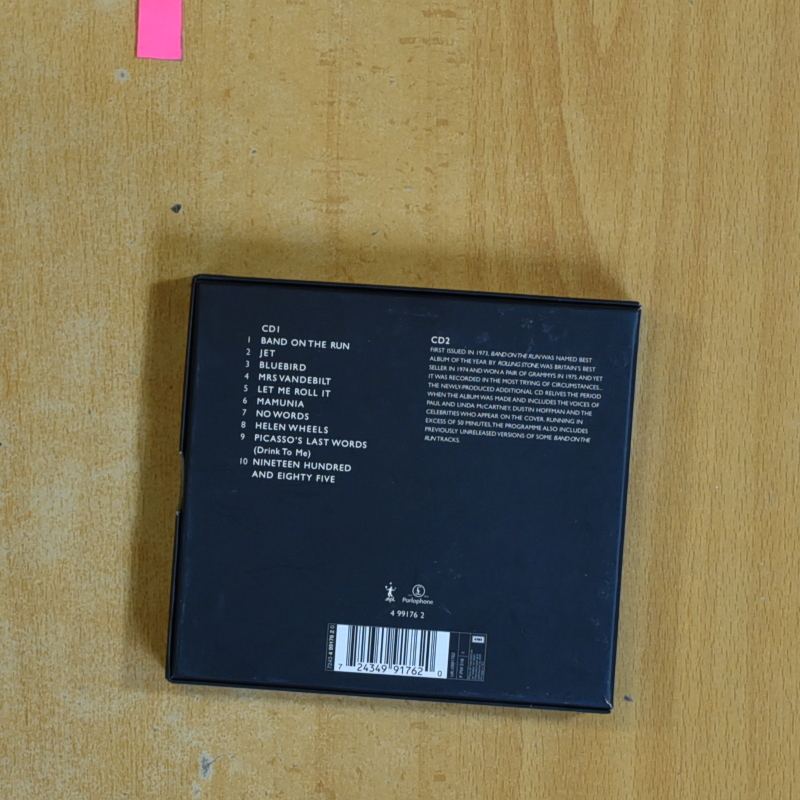 CD1
1 BAND ON THE RUN
2 JET
3 BLUEBIRD
4 MRS VANDEBILT
5 LET ME ROLL IT
6 MAMUNIA
7 NO WORDS
8 HELEN WHEELS
9 PICASSO'S LAST WORDS
(Drink To Me)
10 NINETEEN HUNDRED
AND EIGHTY FIVE
CD2
FIRST ISSUED IN 1973, BAND ON THE RUN WAS NAMED BEST
ALBUM OF THE YEAR BY ROLLING STONE, WAS BRITAIN'S BEST
SELLER IN 1974 AND WON A PAIR OF GRAMMYS IN 1975. AND YET
IT WAS RECORDED IN THE MOST TRYING OF CIRCUMSTANCES...
THE NEWLY-PRODUCED ADDITIONAL CD RELIVES THE PERIOD
WHEN THE ALBUM WAS MADE AND INCLUDES THE VOICES OF
PAUL AND LINDA McCARTNEY, DUSTIN HOFFMAN AND THE
CELEBRITIES WHO APPEAR ON THE COVER. RUNNING IN
EXCESS OF 50 MINUTES, THE PROGRAMME ALSO INCLUDES
PREVIOUSLY UNRELEASED VERSIONS OF SOME BAND ON THE
RUN TRACKS.
Parlophone
4 99176 2
7243 4 99176 2 0
7 24349 91762 0
EMI